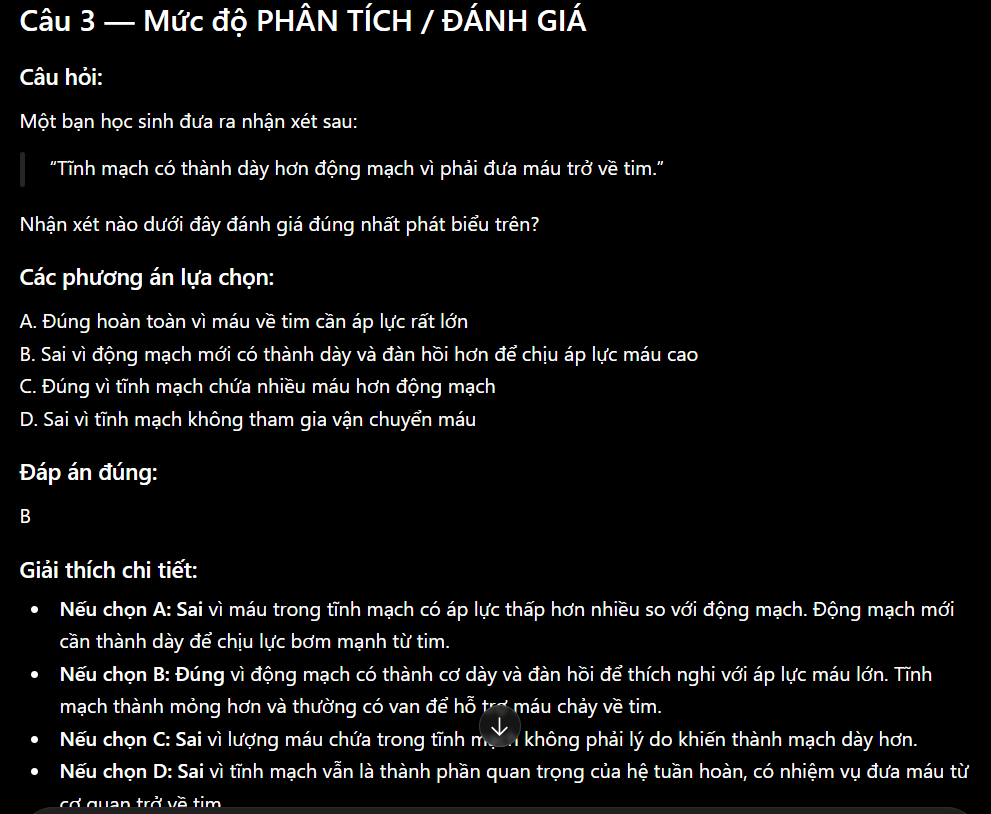 Câu 3 — Mức độ PHÂN TÍCH / ĐÁNH GIÁ
Câu hỏi:
Một bạn học sinh đưa ra nhận xét sau:
“Tĩnh mạch có thành dày hơn động mạch vì phải đưa máu trở về tim.”
Nhận xét nào dưới đây đánh giá đúng nhất phát biểu trên?
Các phương án lựa chọn:
A. Đúng hoàn toàn vì máu về tim cần áp lực rất lớn
B. Sai vì động mạch mới có thành dày và đàn hồi hơn để chịu áp lực máu cao
C. Đúng vì tĩnh mạch chứa nhiều máu hơn động mạch
D. Sai vì tĩnh mạch không tham gia vận chuyển máu
Đáp án đúng:
B
Giải thích chi tiết:
• Nếu chọn A: Sai vì máu trong tĩnh mạch có áp lực thấp hơn nhiều so với động mạch. Động mạch mới
cần thành dày để chịu lực bơm mạnh từ tim.
• Nếu chọn B: Đúng vì động mạch có thành cơ dày và đàn hồi để thích nghi với áp lực máu lớn. Tĩnh
mạch thành mỏng hơn và thường có van để hỗ trợ máu chảy về tim.
• Nếu chọn C: Sai vì lượng máu chứa trong tĩnh không phải lý do khiến thành mạch dày hơn.
• Nếu chọn D: Sai vì tĩnh mạch vẫn là thành phần quan trọng của hệ tuần hoàn, có nhiệm vụ đưa máu từ
cơ quan trở về tim